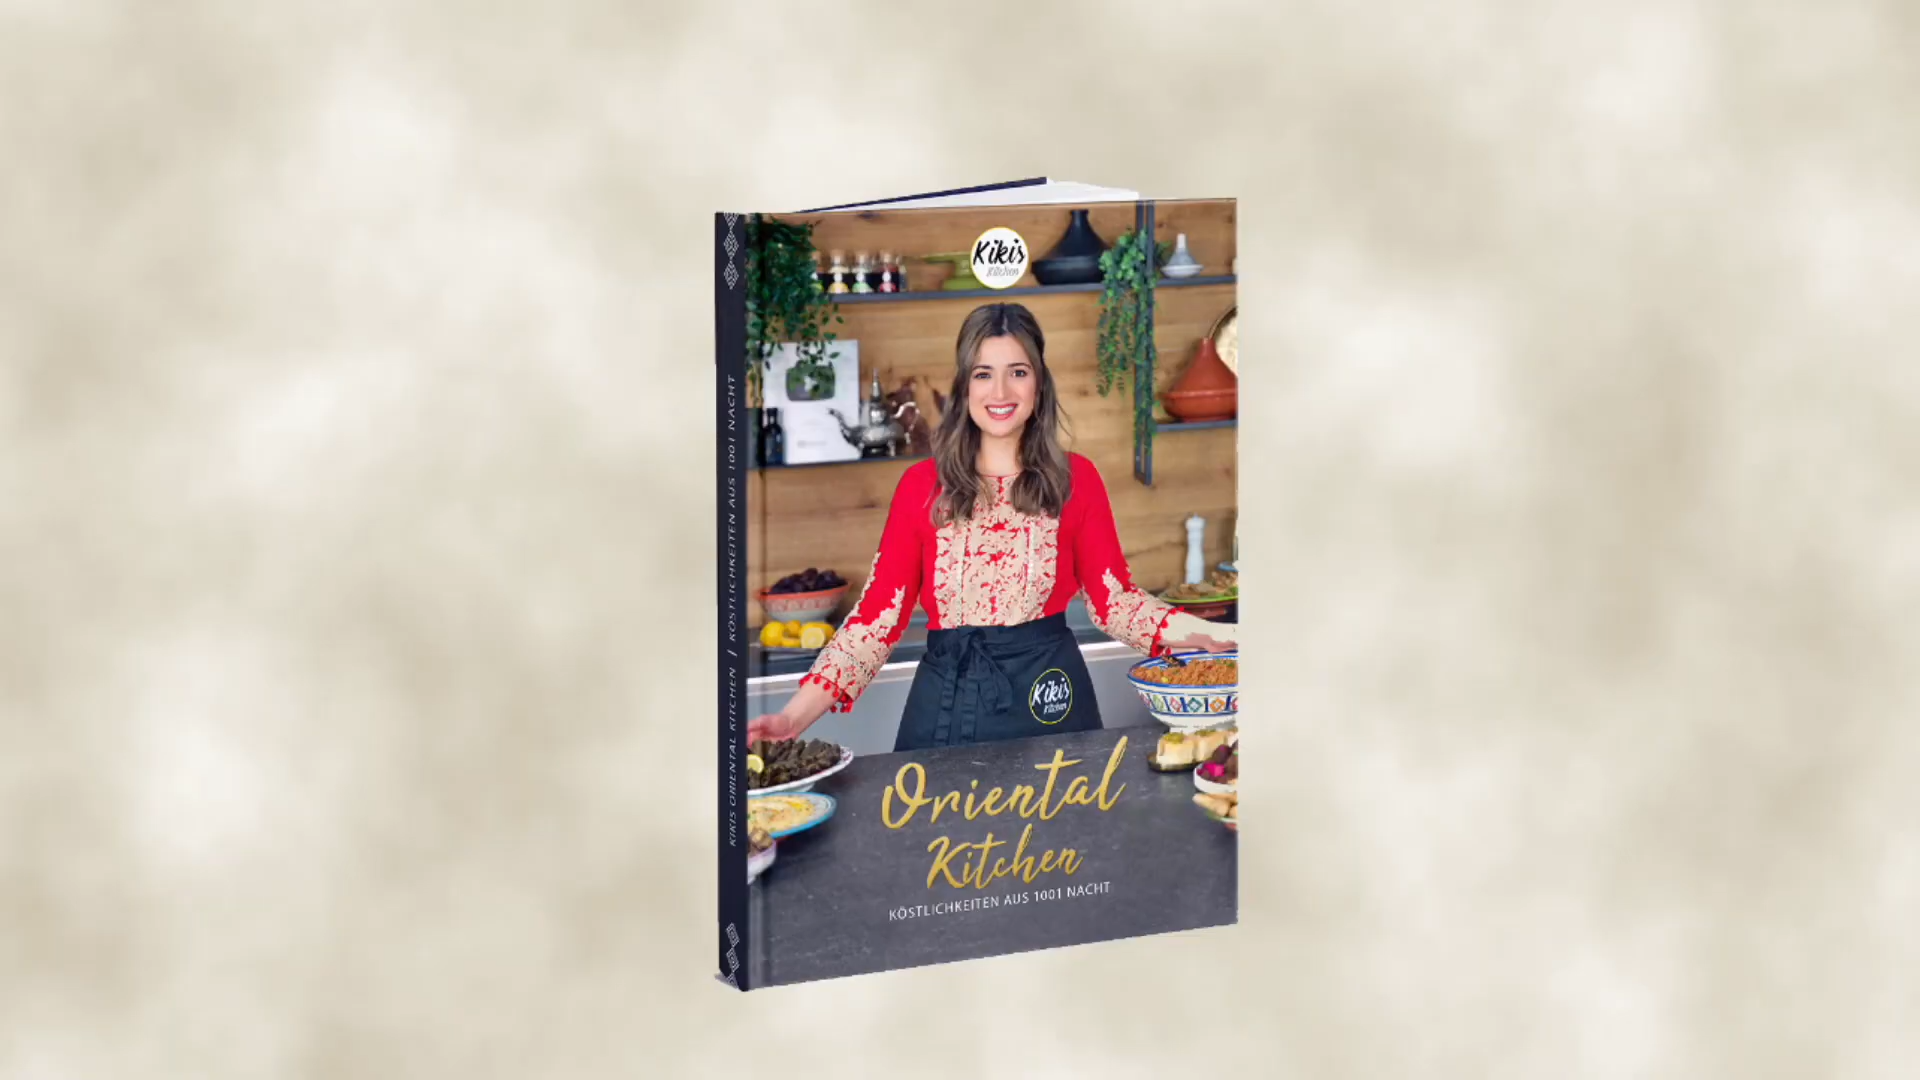 Kikis
Kitchen
Kikis
Kitchen
Oriental
Kitchen
KÖSTLICHKEITEN AUS 1001 NACHT
KIKIS ORIENTAL KITCHEN / KÖSTLICHKEITEN AUS 1001 NACHT